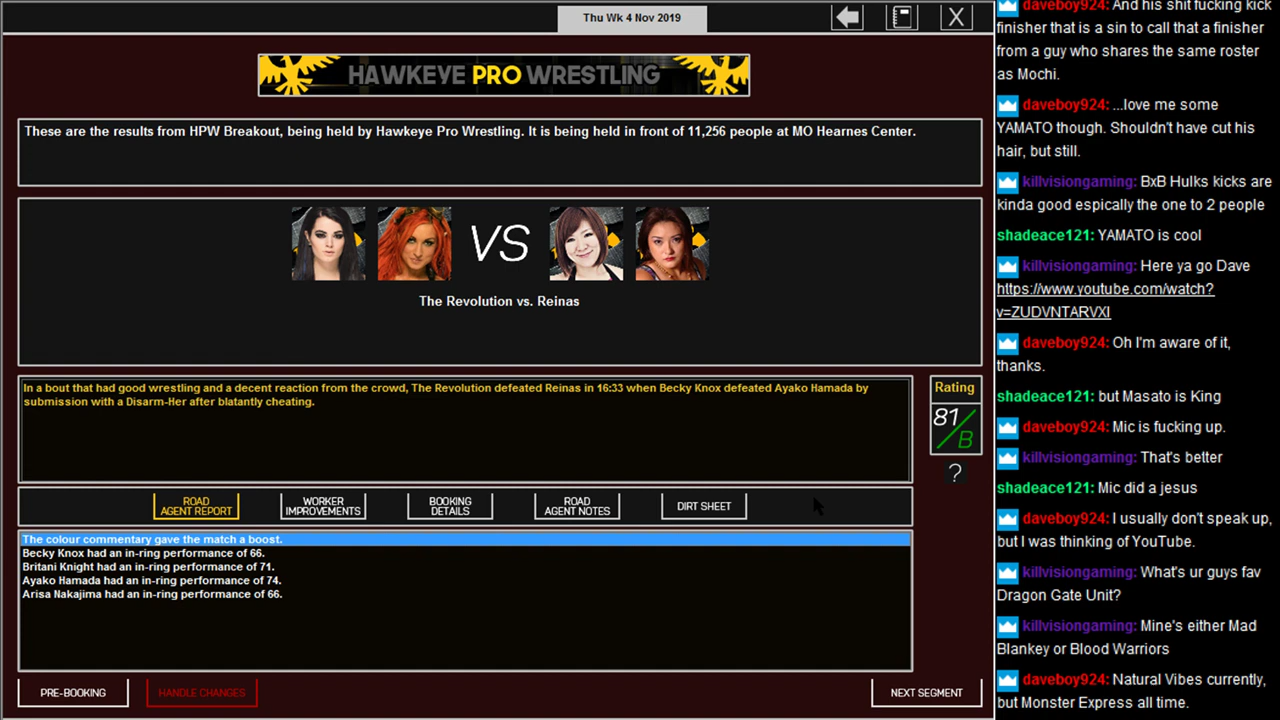 Thu Wk 4 Nov 2019
HAWKEYE PRO WRESTLING
These are the results from HPW Breakout, being held by Hawkeye Pro Wrestling. It is being held in front of 11,256 people at MO Hearnes Center.
VS
The Revolution vs. Reinas
In a bout that had good wrestling and a decent reaction from the crowd, The Revolution defeated Reinas in 16:33 when Becky Knox defeated Ayako Hamada by
submission with a Disarm-Her after blatantly cheating.
Rating
81/B
?
ROAD
AGENT REPORT
WORKER
IMPROVEMENTS
BOOKING
DETAILS
ROAD
AGENT NOTES
DIRT SHEET
The colour commentary gave the match a boost.
Becky Knox had an in-ring performance of 66.
Britani Knight had an in-ring performance of 71.
Ayako Hamada had an in-ring performance of 74.
Arisa Nakajima had an in-ring performance of 66.
PRE-BOOKING
HANDLE CHANGES
NEXT SEGMENT
daveboy924: And his shit fucking kick
finisher that is a sin to call that a finisher
from a guy who shares the same roster
as Mochi.
daveboy924: ...love me some
YAMATO though. Shouldn't have cut his
hair, but still.
killvisiongaming: BxB Hulks kicks are
kinda good espically the one to 2 people
shadeace121: YAMATO is cool
killvisiongaming: Here ya go Dave
https://www.youtube.com/watch?
v=ZUDVNTARVXI
daveboy924: Oh I'm aware of it,
thanks.
shadeace121: but Masato is King
daveboy924: Mic is fucking up.
killvisiongaming: That's better
shadeace121: Mic did a jesus
daveboy924: I usually don't speak up,
but I was thinking of YouTube.
killvisiongaming: What's ur guys fav
Dragon Gate Unit?
killvisiongaming: Mine's either Mad
Blankey or Blood Warriors
daveboy924: Natural Vibes currently,
but Monster Express all time.